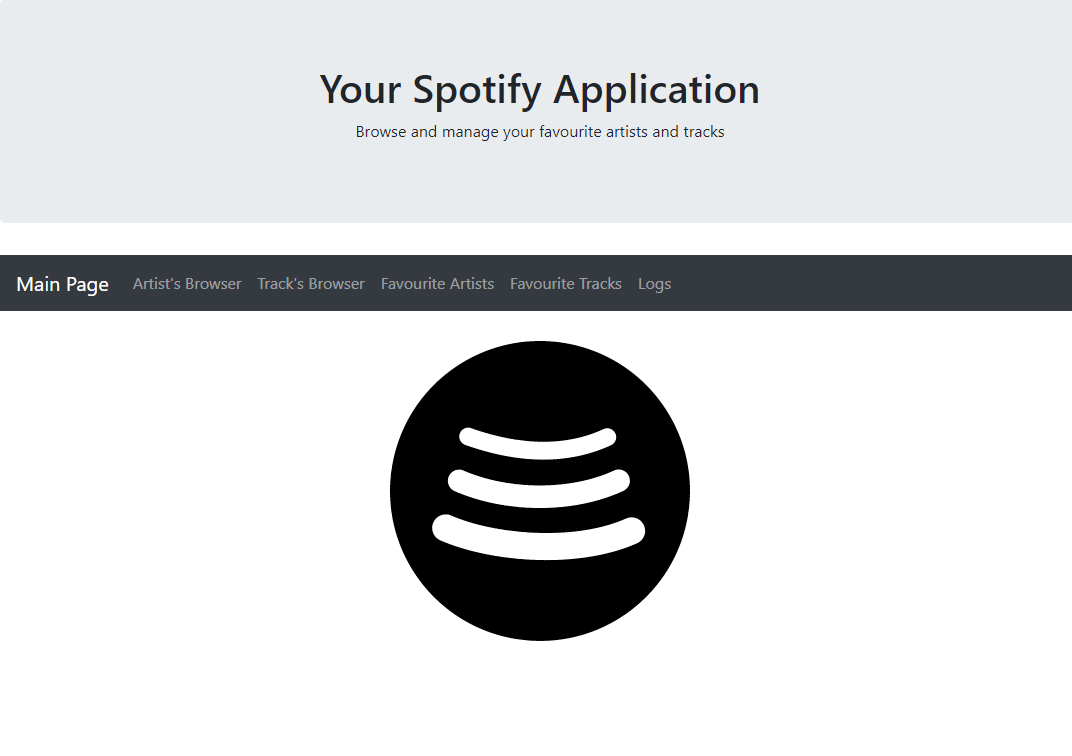 Your Spotify Application
Browse and manage your favourite artists and tracks
Main Page Artist's Browser Track's Browser Favourite Artists Favourite Tracks Logs